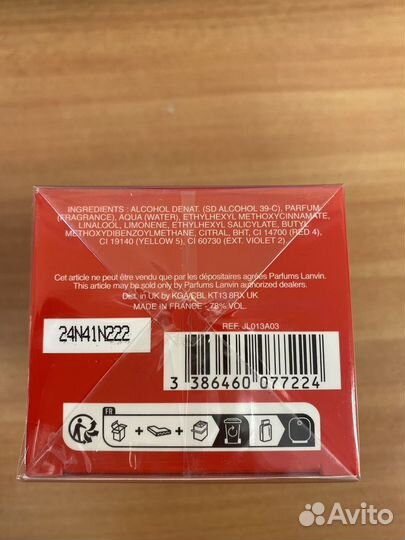 INGREDIENTS : ALCOHOL DENAT. (SD ALCOHOL 39-C), PARFUM
(FRAGRANCE), AQUA (WATER), ETHYLHEXYL METHOXYCINNAMATE,
LINALOOL, LIMONENE, ETHYLHEXYL SALICYLATE, BUTYL
METHOXYDIBENZOYLMETHANE, CITRAL, BHT, CI 14700 (RED 4),
CI 19140 (YELLOW 5), CI 60730 (EXT. VIOLET 2).
Cet article ne peut être vendu que par les dépositaires agréés Parfums Lanvin.
This article may be sold only by Parfums Lanvin authorized dealers.
Dist. in UK by KGA/CBL KT13 8RX UK
MADE IN FRANCE - 78% VOL.
24N41N222
REF. JL013A03
3 386460 077224
FR
+ +
Avito